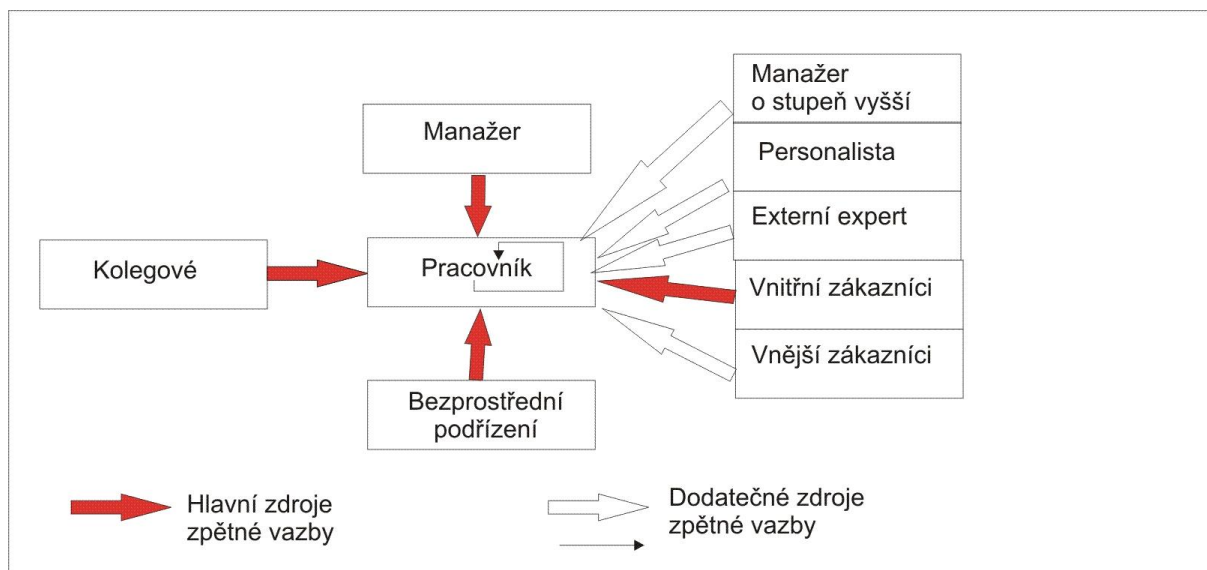 Manažer
o stupeň vyšší
Manažer
Personalista
Externí expert
Kolegové
Pracovník
Vnitřní zákazníci
Vnější zákazníci
Bezprostřední
podřízení
Hlavní zdroje
zpětné vazby
Dodatečné zdroje
zpětné vazby